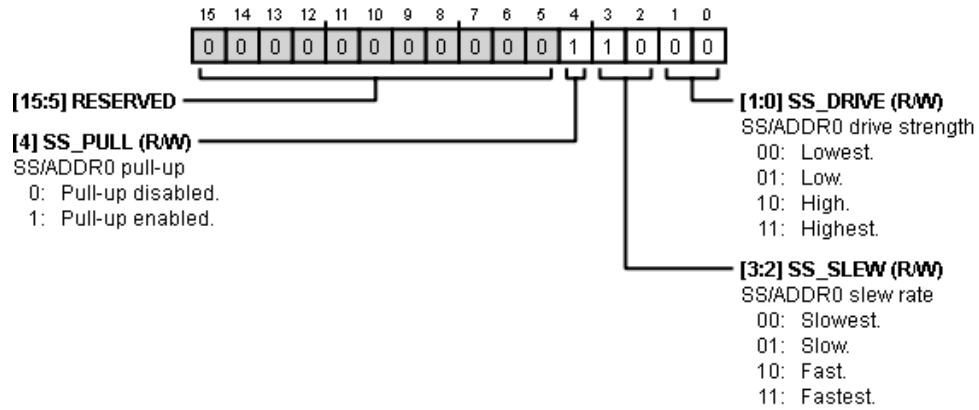 15 14 13 12 11 10 9 8 7 6 5 4 3 2 1 0
0 0 0 0 0 0 0 0 0 0 0 1 1 0 0 0
[15:5] RESERVED
[4] SS_PULL (R/W)
SS/ADDR0 pull-up
0: Pull-up disabled.
1: Pull-up enabled.
[1:0] SS_DRIVE (R/W)
SS/ADDR0 drive strength
00: Lowest.
01: Low.
10: High.
11: Highest.
[3:2] SS_SLEW (R/W)
SS/ADDR0 slew rate
00: Slowest.
01: Slow.
10: Fast.
11: Fastest.